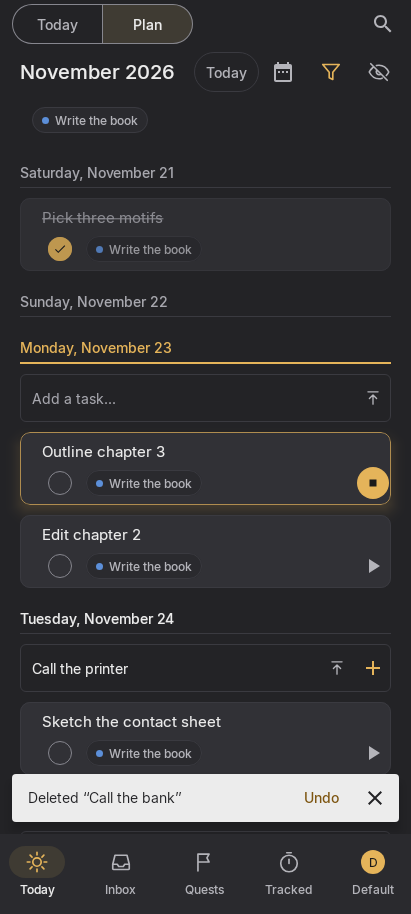 Today
Plan
November 2026
Today
Write the book
Saturday, November 21
Pick three motifs
Write the book
Sunday, November 22
Monday, November 23
Add a task...
Outline chapter 3
Write the book
Edit chapter 2
Write the book
Tuesday, November 24
Call the printer
Sketch the contact sheet
Write the book
Deleted “Call the bank”
Undo
Today
Inbox
Quests
Tracked
D
Default